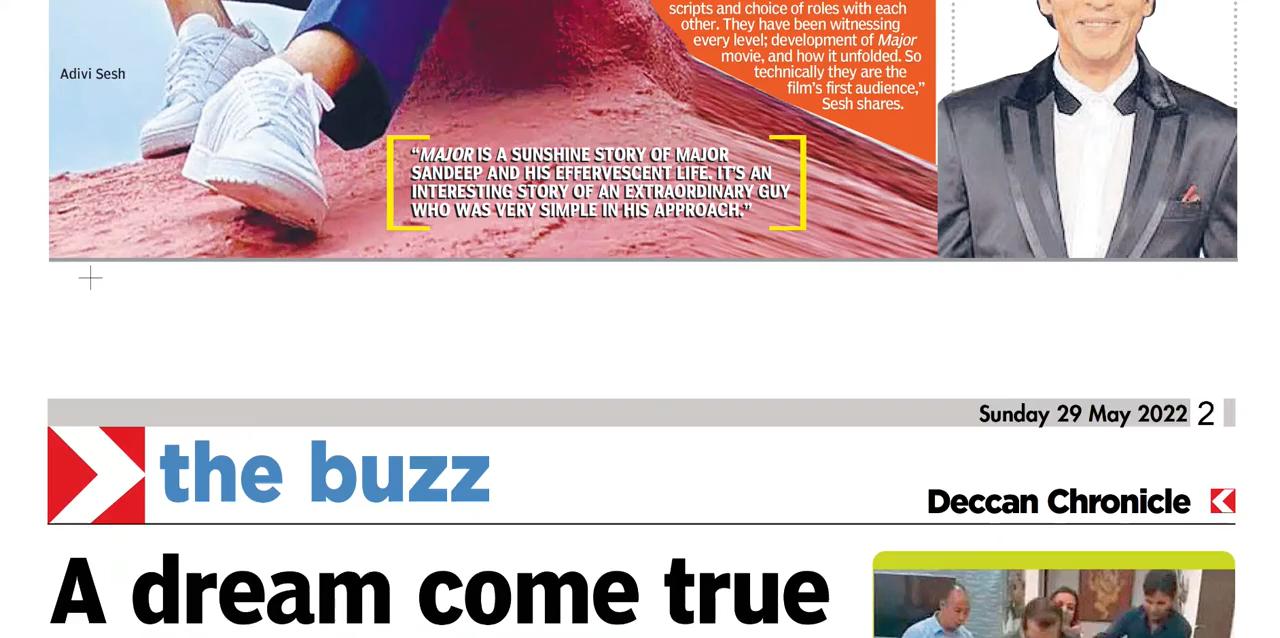 scripts and choice of roles with each
other. They have been witnessing
every level; development of Major
movie, and how it unfolded. So
technically they are the
film's first audience,”
Sesh shares.
Adivi Sesh
“MAJOR IS A SUNSHINE STORY OF MAJOR
SANDEEP AND HIS EFFERVESCENT LIFE. IT'S AN
INTERESTING STORY OF AN EXTRAORDINARY GUY
WHO WAS VERY SIMPLE IN HIS APPROACH.”
Sunday 29 May 2022 2
the buzz
Deccan Chronicle
A dream come true